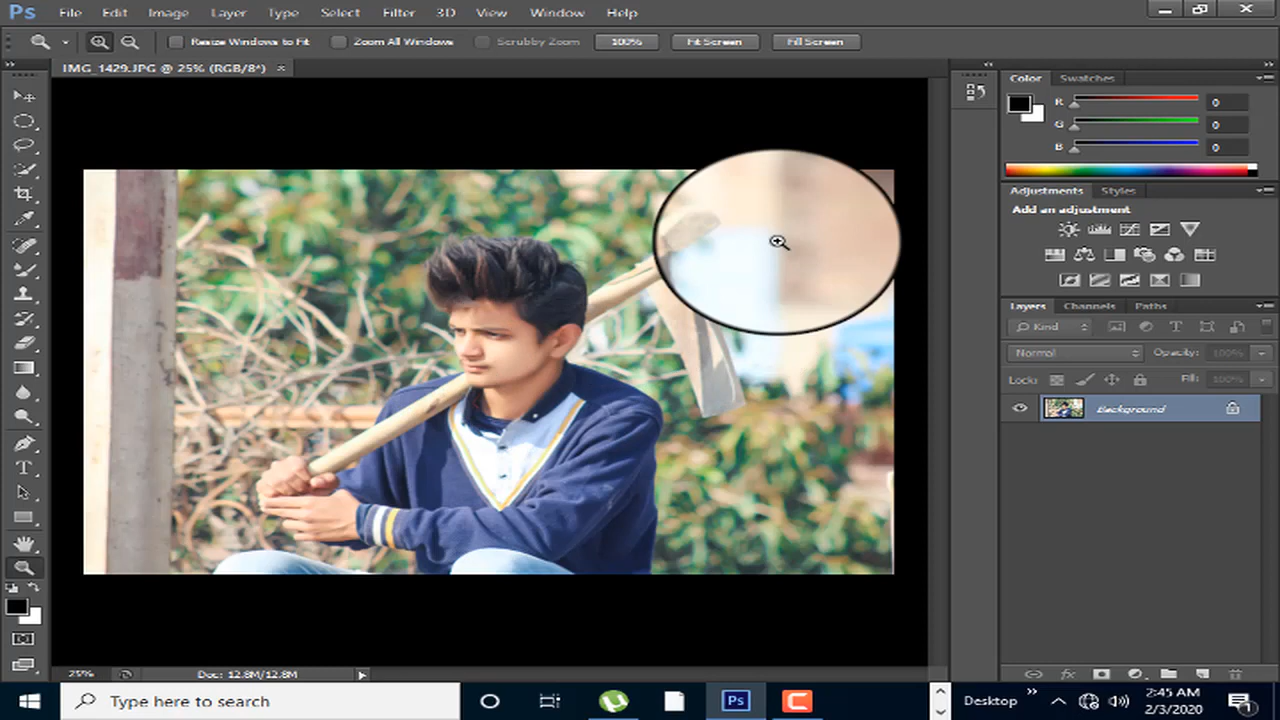 Ps File Edit Image Layer Type Select Filter 3D View Window Help
Resize Windows to Fit Zoom All Windows Scrubby Zoom 100% Fit Screen Fill Screen
IMG_1429.JPG @ 25% (RGB/8*) ×
Color Swatches
R 0
G 0
B 0
Adjustments Styles
Add an adjustment
Layers Channels Paths
Kind
Normal Opacity: 100%
Lock: Fill: 100%
Background
25% Doc: 12.8M/12.8M
Type here to search
Ps
Desktop
2:45 AM
2/3/2020
1